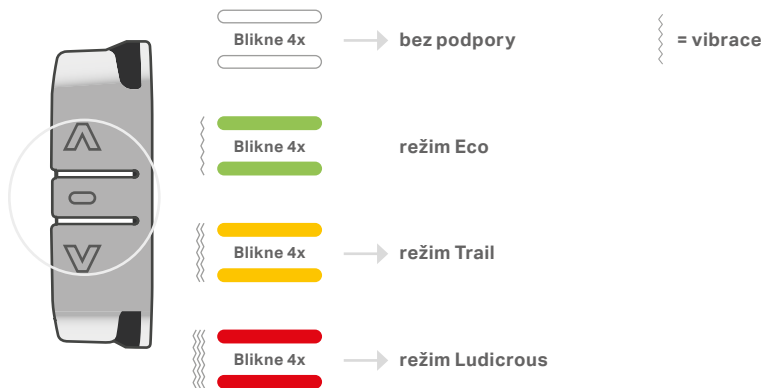 Blikne 4x bez podpory = vibrace
Blikne 4x režim Eco
Blikne 4x režim Trail
Blikne 4x režim Ludicrous